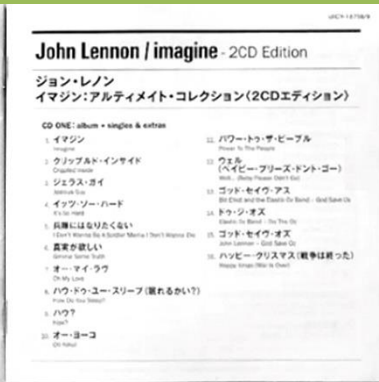 John Lennon / imagine - 2CD Edition
ジョン・レノン
イマジン:アルティメイト・コレクション(2CDエディション)
CD ONE: album + singles & extras
1. イマジン
Imagine
2. クリップルド・インサイド
Crippled Inside
3. ジェラス・ガイ
Jealous Guy
4. イッツ・ソー・ハード
It's So Hard
5. 兵隊にはなりたくない
I Don't Wanna Be A Soldier Mama I Don't Wanna Die
6. 真実が欲しい
Gimme Some Truth
7. オー・マイ・ラヴ
Oh My Love
8. ハウ・ドゥ・ユー・スリープ(眠れるかい?)
How Do You Sleep?
9. ハウ?
How?
10. オー・ヨーコ
Oh Yoko!
11. パワー・トゥ・ザ・ピープル
Power To The People
12. ウェル
(ベイビー・プリーズ・ドント・ゴー)
Well... (Baby Please Don't Go)
13. ゴッド・セイヴ・アス
Bill Elliot and the Elastic Oz Band - God Save Us
14. ドゥ・ジ・オズ
Elastic Oz Band - Do The Oz
15. ゴッド・セイヴ・オズ
John Lennon - God Save Oz
16. ハッピー・クリスマス(戦争は終った)
Happy Xmas (War Is Over)